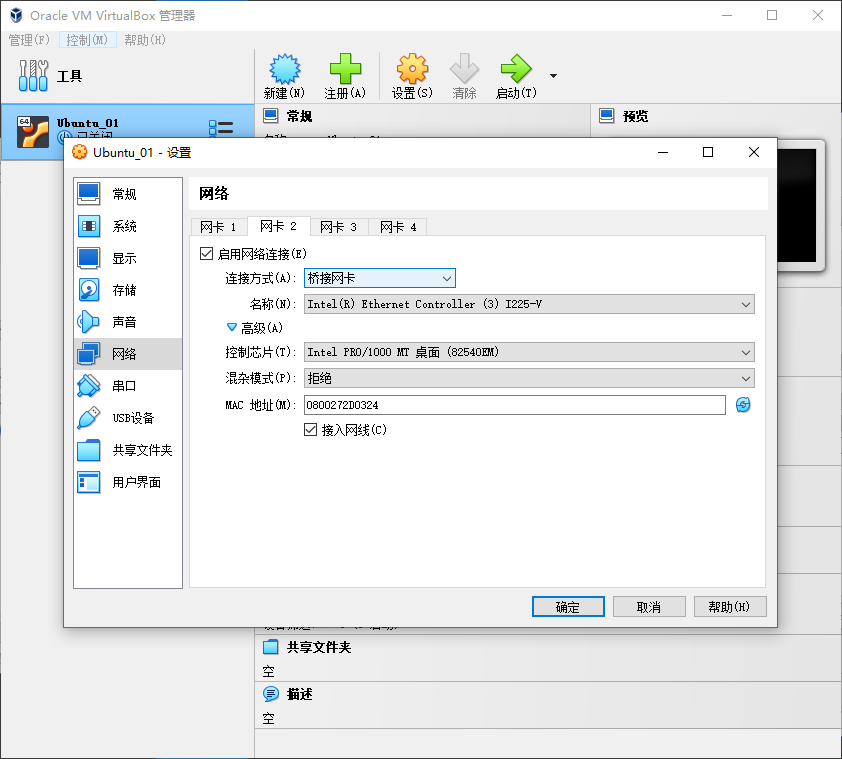 Oracle VM VirtualBox 管理器
管理(F) 控制(M) 帮助(H)
工具
新建(N) 注册(A) 设置(S) 清除 启动(T)
64
Ubuntu_01
已关闭
常规
预览
Ubuntu_01 - 设置
常规
系统
显示
存储
声音
网络
串口
USB设备
共享文件夹
用户界面
网络
网卡 1 网卡 2 网卡 3 网卡 4
启用网络连接(E)
连接方式(A): 桥接网卡
名称(N): Intel(R) Ethernet Controller (3) I225-V
高级(A)
控制芯片(T): Intel PRO/1000 MT 桌面 (82540EM)
混杂模式(P): 拒绝
MAC 地址(M): 0800272D0324
接入网线(C)
确定 取消 帮助(H)
共享文件夹
空
描述
空